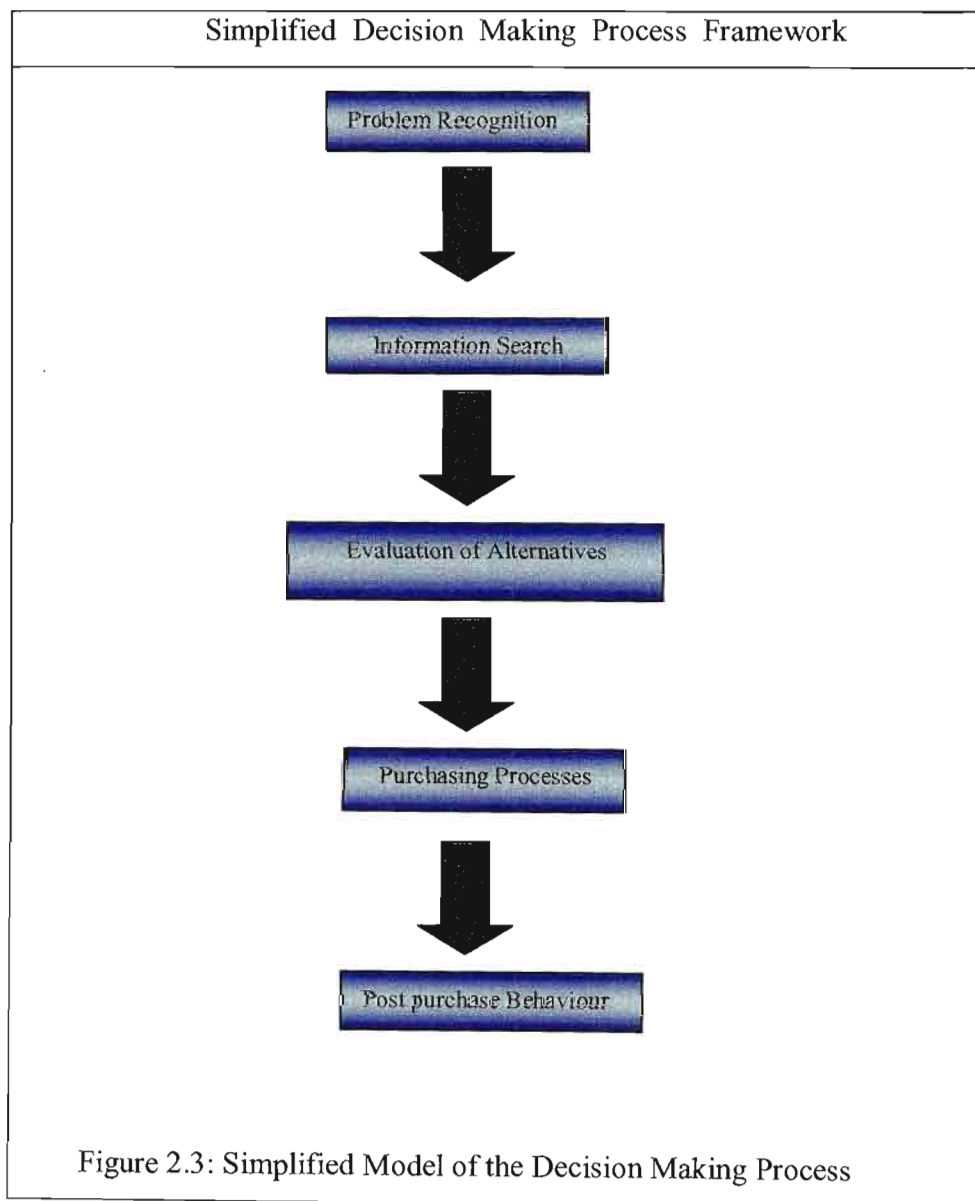 Simplified Decision Making Process Framework
Problem Recognition
Information Search
Evaluation of Alternatives
Purchasing Processes
Post purchase Behaviour
Figure 2.3: Simplified Model of the Decision Making Process